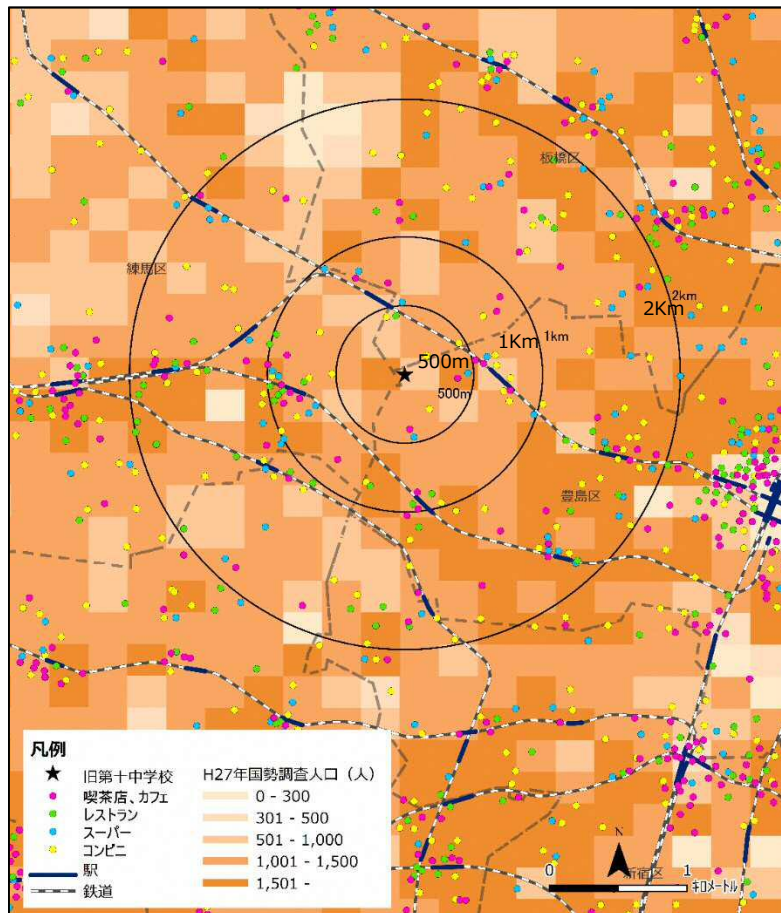 板橋区
練馬区
2km
2Km
1Km
1km
500m
500m
豊島区
凡例
旧第十中学校
喫茶店、カフェ
レストラン
スーパー
コンビニ
駅
鉄道
H27年国勢調査人口（人）
0 - 300
301 - 500
501 - 1,000
1,001 - 1,500
1,501 -
N
新宿区
0
1
キロメートル